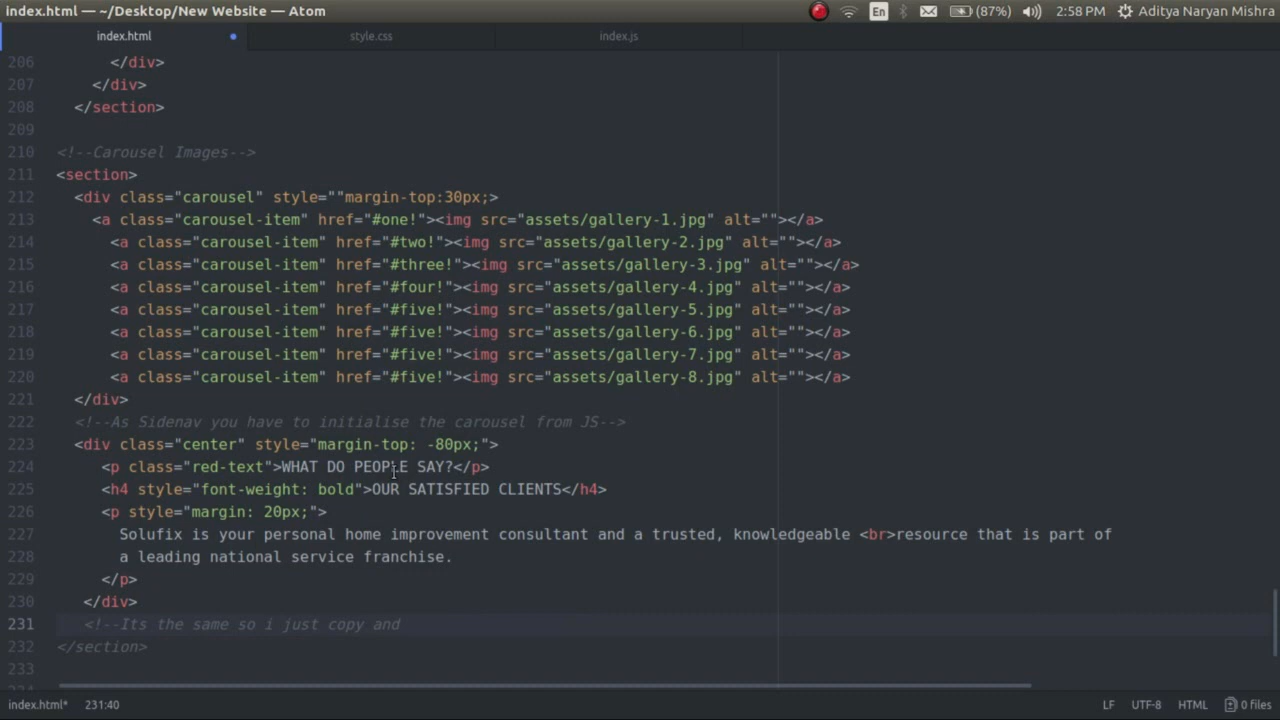 index.html — ~/Desktop/New Website — Atom
En
(87%)
2:58 PM
Aditya Naryan Mishra
index.html
style.css
index.js
206 </div>
207 </div>
208 </section>
209
210 <!--Carousel Images-->
211 <section>
212 <div class="carousel" style=""margin-top:30px;>
213 <a class="carousel-item" href="#one!"><img src="assets/gallery-1.jpg" alt=""></a>
214 <a class="carousel-item" href="#two!"><img src="assets/gallery-2.jpg" alt=""></a>
215 <a class="carousel-item" href="#three!"><img src="assets/gallery-3.jpg" alt=""></a>
216 <a class="carousel-item" href="#four!"><img src="assets/gallery-4.jpg" alt=""></a>
217 <a class="carousel-item" href="#five!"><img src="assets/gallery-5.jpg" alt=""></a>
218 <a class="carousel-item" href="#five!"><img src="assets/gallery-6.jpg" alt=""></a>
219 <a class="carousel-item" href="#five!"><img src="assets/gallery-7.jpg" alt=""></a>
220 <a class="carousel-item" href="#five!"><img src="assets/gallery-8.jpg" alt=""></a>
221 </div>
222 <!--As Sidenav you have to initialise the carousel from JS-->
223 <div class="center" style="margin-top: -80px;">
224 <p class="red-text">WHAT DO PEOPLE SAY?</p>
225 <h4 style="font-weight: bold">OUR SATISFIED CLIENTS</h4>
226 <p style="margin: 20px;">
227 Solufix is your personal home improvement consultant and a trusted, knowledgeable <br>resource that is part of
228 a leading national service franchise.
229 </p>
230 </div>
231 <!--Its the same so i just copy and
232 </section>
233
index.html*
231:40
LF
UTF-8
HTML
0 files